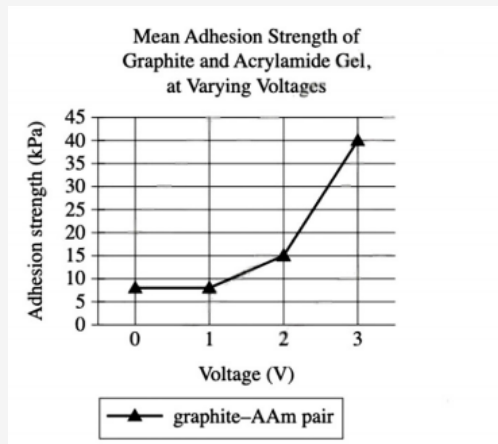 Mean Adhesion Strength of
Graphite and Acrylamide Gel,
at Varying Voltages
Adhesion strength (kPa)
45
40
35
30
25
20
15
10
5
0
0 1 2 3
Voltage (V)
graphite–AAm pair